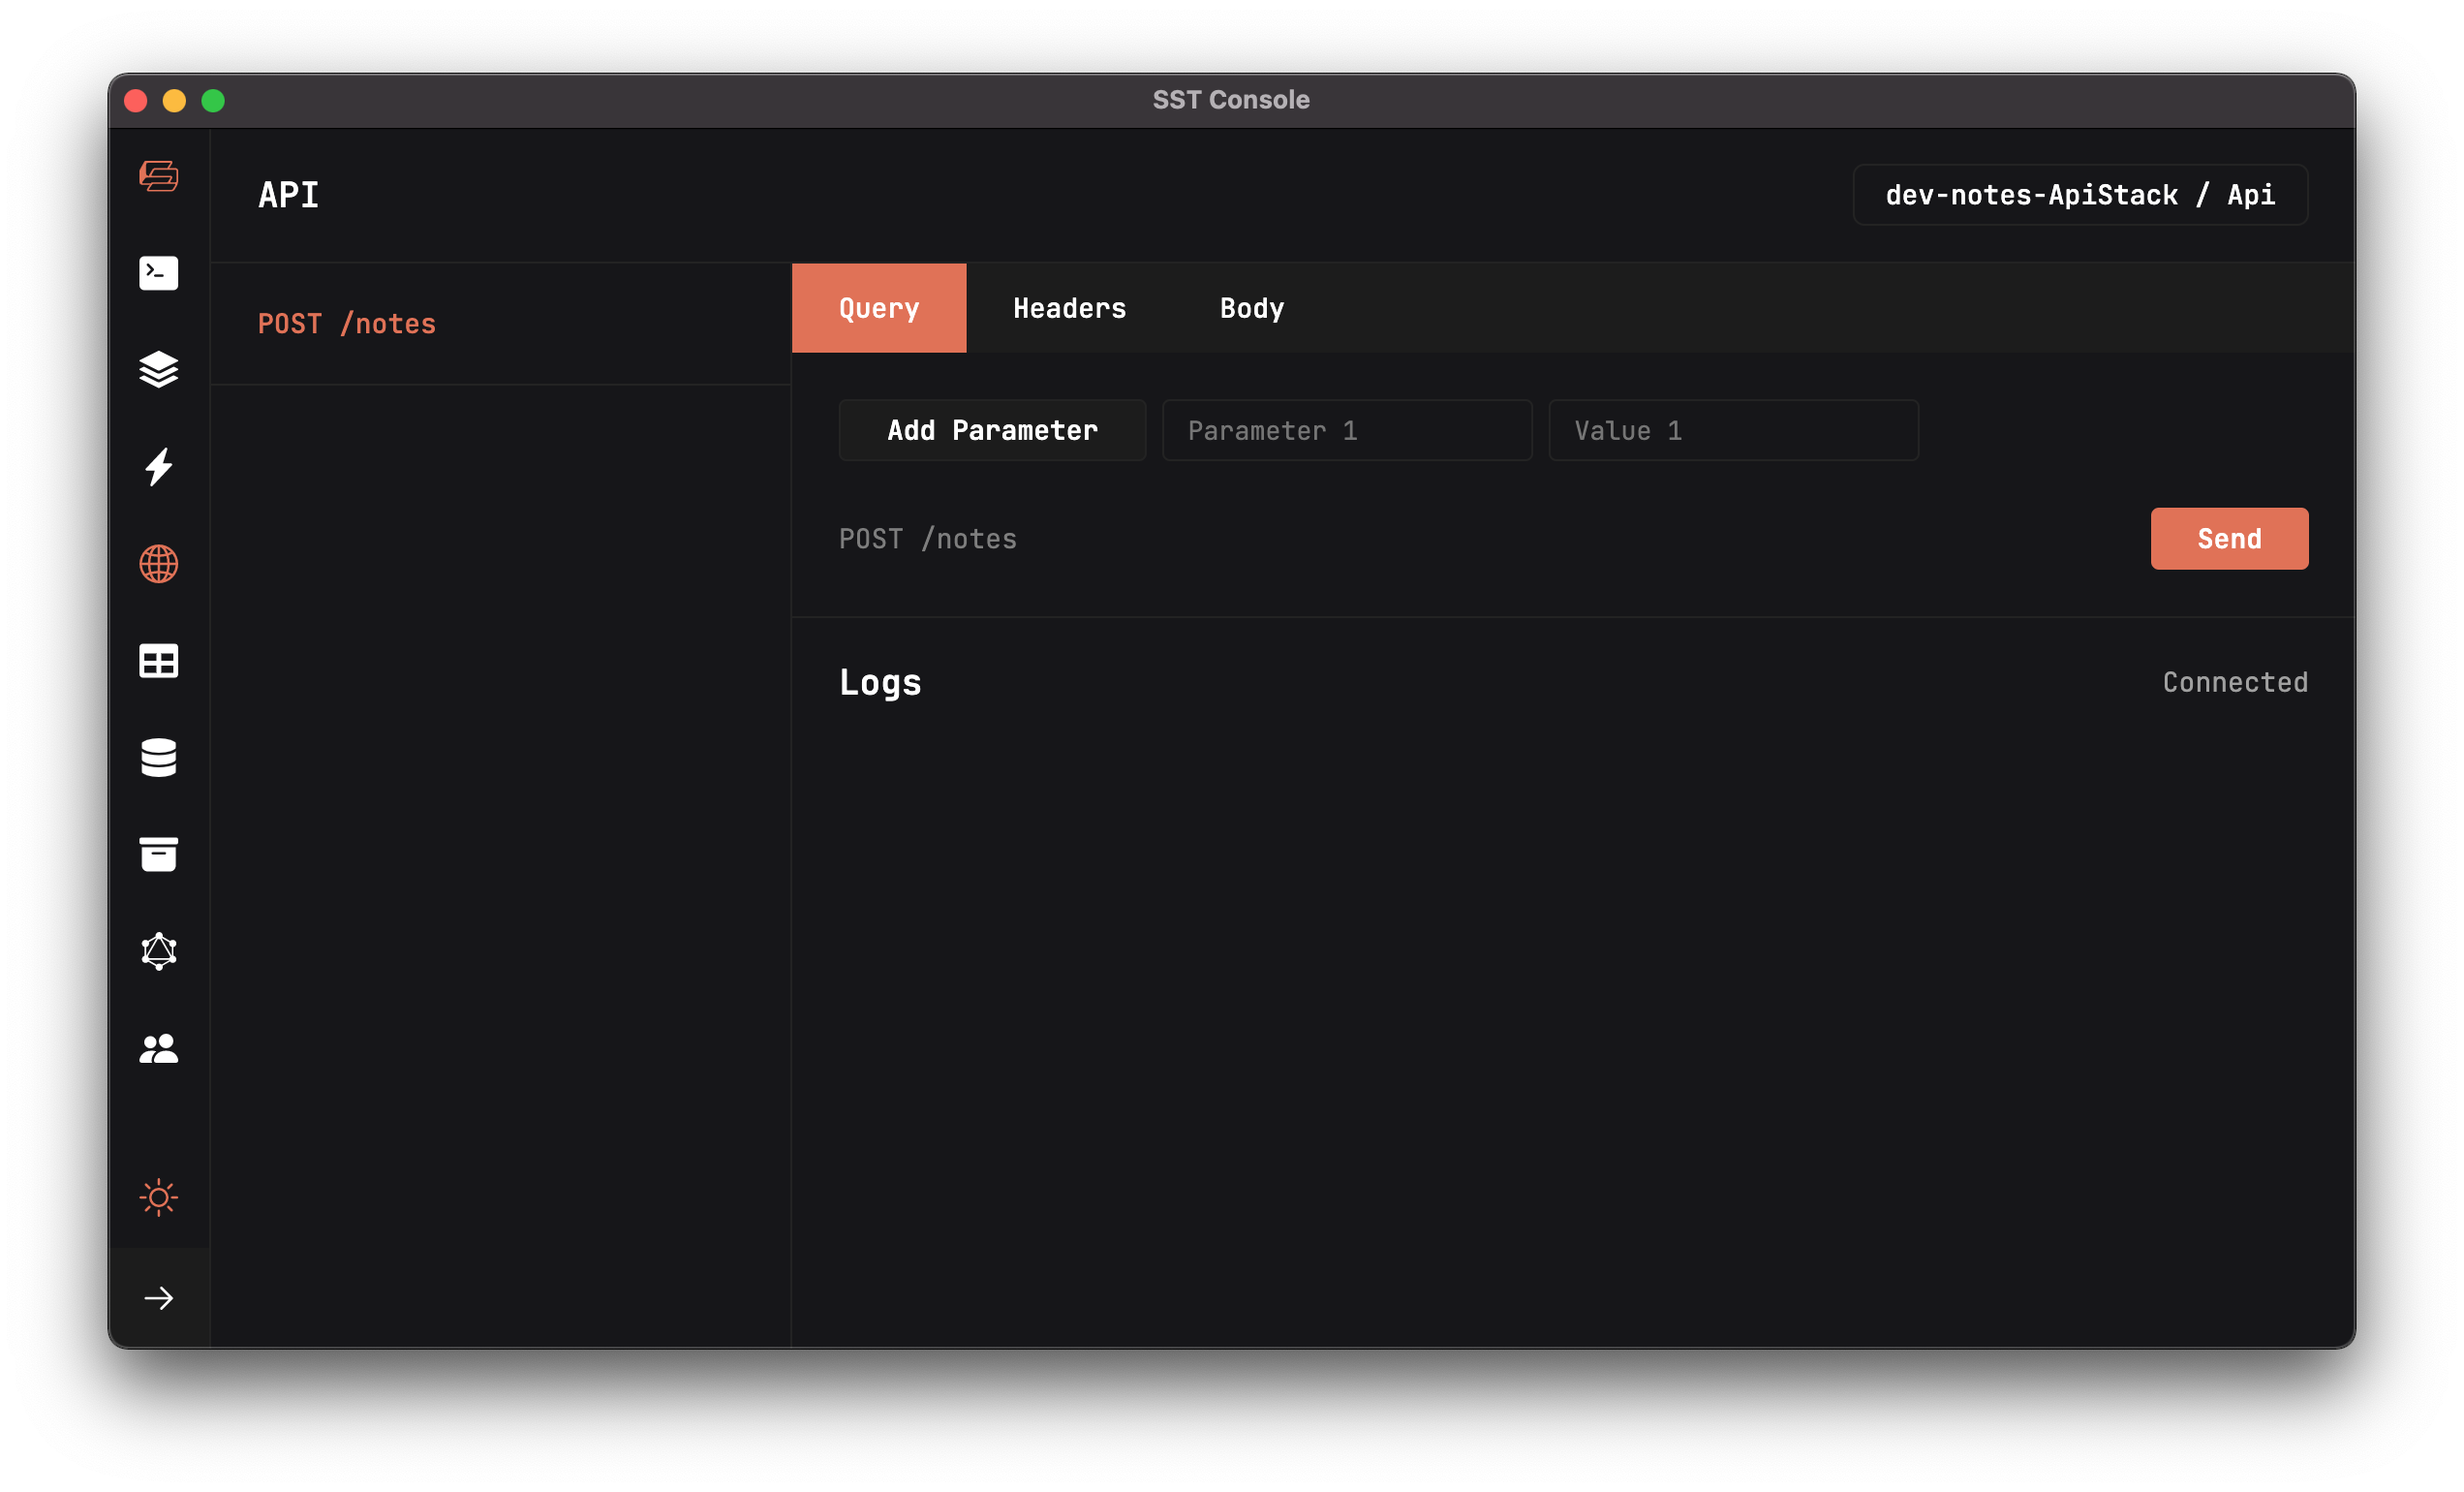 SST Console
API
dev-notes-ApiStack / Api
POST /notes
Query Headers Body
Add Parameter Parameter 1 Value 1
POST /notes Send
Logs Connected